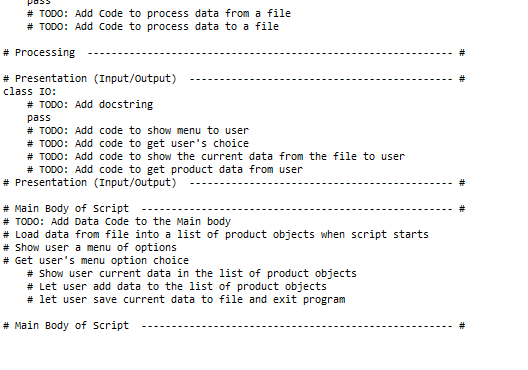 pass
# TODO: Add Code to process data from a file
# TODO: Add Code to process data to a file
# Processing ------------------------------------------------------------- #
# Presentation (Input/Output) -------------------------------------------- #
class IO:
# TODO: Add docstring
pass
# TODO: Add code to show menu to user
# TODO: Add code to get user's choice
# TODO: Add code to show the current data from the file to user
# TODO: Add code to get product data from user
# Presentation (Input/Output) -------------------------------------------- #
# Main Body of Script ---------------------------------------------------- #
# TODO: Add Data Code to the Main body
# Load data from file into a list of product objects when script starts
# Show user a menu of options
# Get user's menu option choice
# Show user current data in the list of product objects
# Let user add data to the list of product objects
# let user save current data to file and exit program
# Main Body of Script ---------------------------------------------------- #